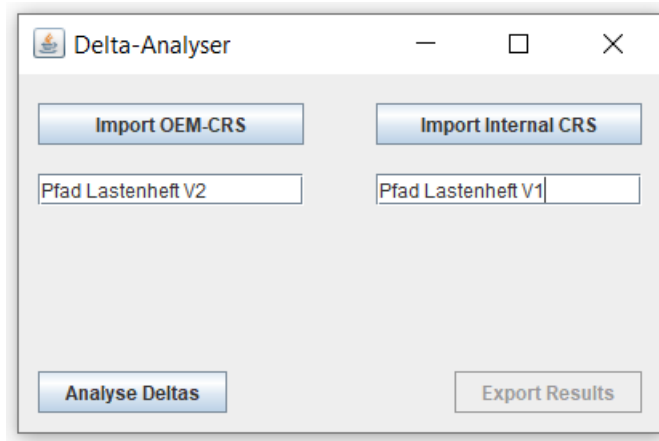 Delta-Analyser
Import OEM-CRS
Import Internal CRS
Pfad Lastenheft V2
Pfad Lastenheft V1
Analyse Deltas
Export Results